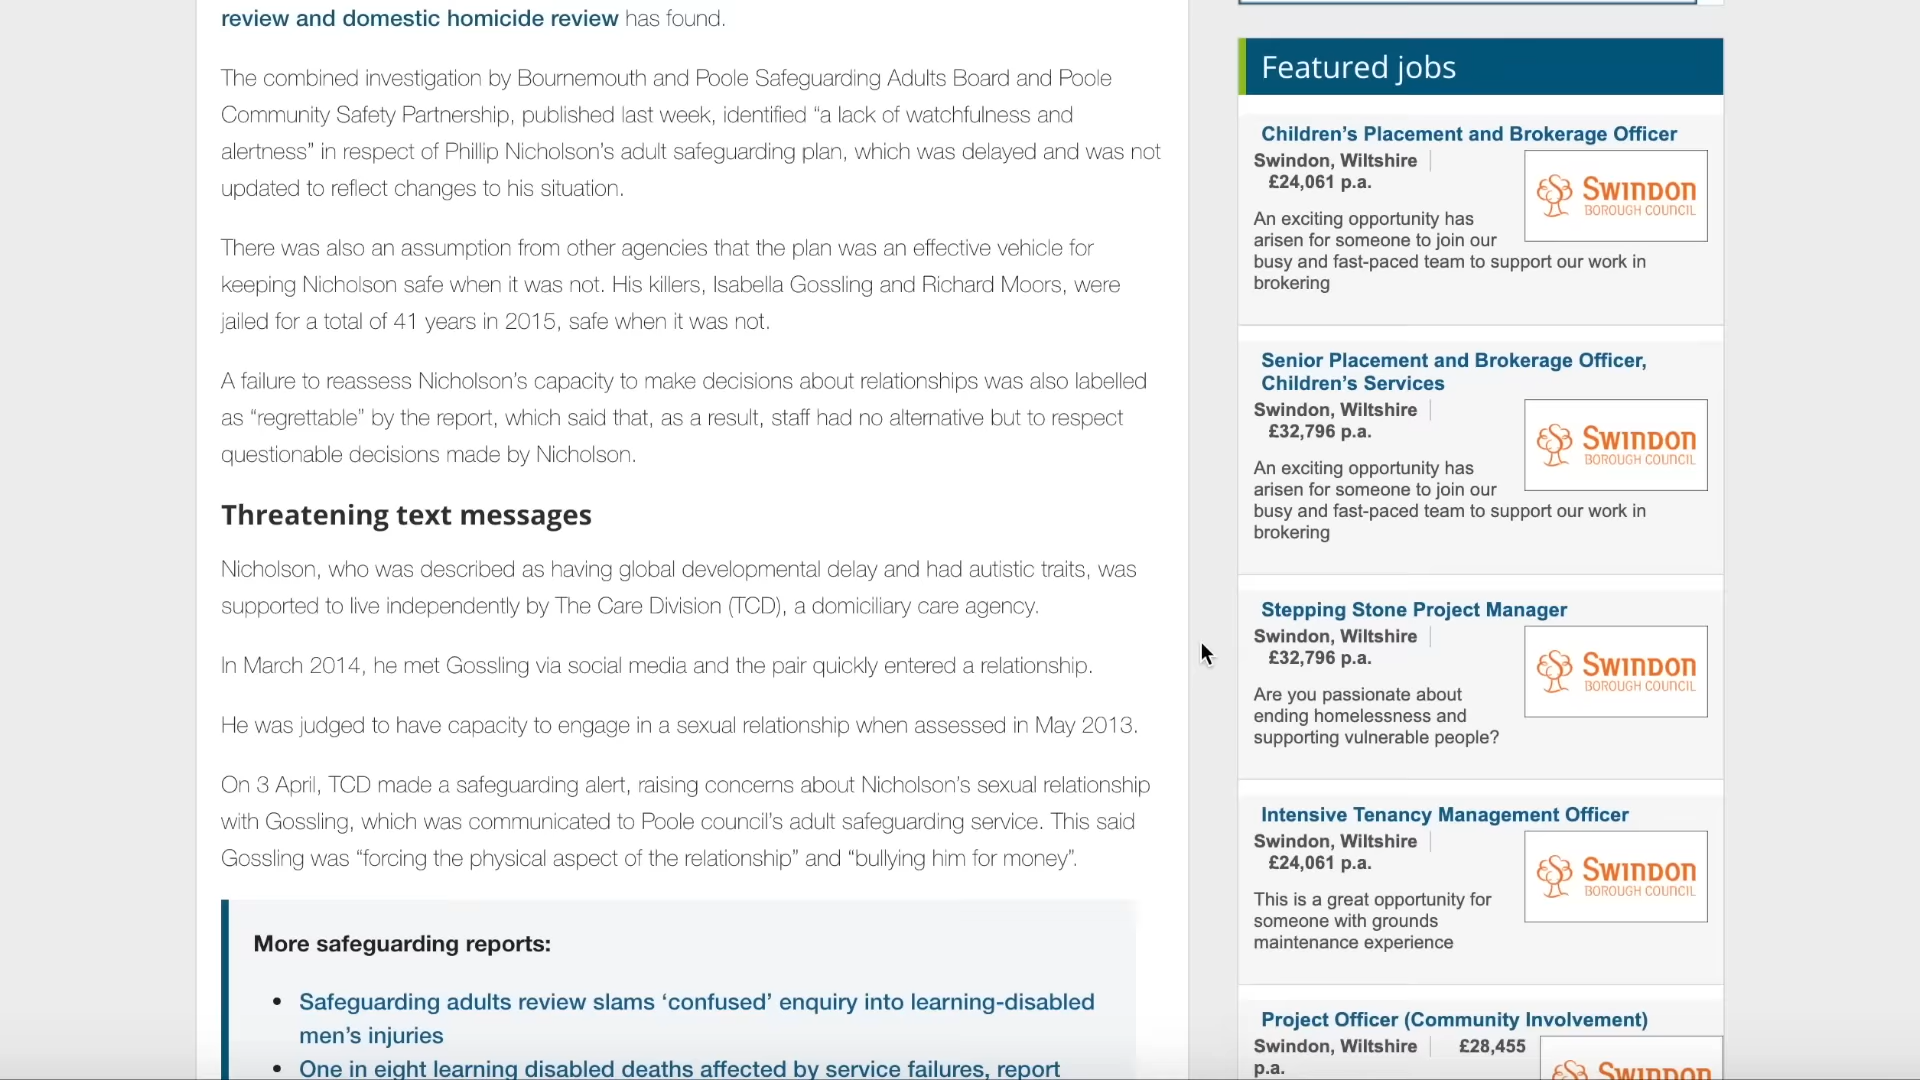 review and domestic homicide review has found.
The combined investigation by Bournemouth and Poole Safeguarding Adults Board and Poole
Community Safety Partnership, published last week, identified “a lack of watchfulness and
alertness” in respect of Phillip Nicholson’s adult safeguarding plan, which was delayed and was not
updated to reflect changes to his situation.
There was also an assumption from other agencies that the plan was an effective vehicle for
keeping Nicholson safe when it was not. His killers, Isabella Gossling and Richard Moors, were
jailed for a total of 41 years in 2015, safe when it was not.
A failure to reassess Nicholson’s capacity to make decisions about relationships was also labelled
as “regrettable” by the report, which said that, as a result, staff had no alternative but to respect
questionable decisions made by Nicholson.
Threatening text messages
Nicholson, who was described as having global developmental delay and had autistic traits, was
supported to live independently by The Care Division (TCD), a domiciliary care agency.
In March 2014, he met Gossling via social media and the pair quickly entered a relationship.
He was judged to have capacity to engage in a sexual relationship when assessed in May 2013.
On 3 April, TCD made a safeguarding alert, raising concerns about Nicholson’s sexual relationship
with Gossling, which was communicated to Poole council’s adult safeguarding service. This said
Gossling was “forcing the physical aspect of the relationship” and “bullying him for money”.
More safeguarding reports:
• Safeguarding adults review slams ‘confused’ enquiry into learning-disabled
men’s injuries
• One in eight learning disabled deaths affected by service failures, report
Featured jobs
Children’s Placement and Brokerage Officer
Swindon, Wiltshire
£24,061 p.a.
SWINDON
BOROUGH COUNCIL
An exciting opportunity has
arisen for someone to join our
busy and fast-paced team to support our work in
brokering
Senior Placement and Brokerage Officer,
Children’s Services
Swindon, Wiltshire
£32,796 p.a.
SWINDON
BOROUGH COUNCIL
An exciting opportunity has
arisen for someone to join our
busy and fast-paced team to support our work in
brokering
Stepping Stone Project Manager
Swindon, Wiltshire
£32,796 p.a.
SWINDON
BOROUGH COUNCIL
Are you passionate about
ending homelessness and
supporting vulnerable people?
Intensive Tenancy Management Officer
Swindon, Wiltshire
£24,061 p.a.
SWINDON
BOROUGH COUNCIL
This is a great opportunity for
someone with grounds
maintenance experience
Project Officer (Community Involvement)
Swindon, Wiltshire £28,455
p.a.
SWINDON